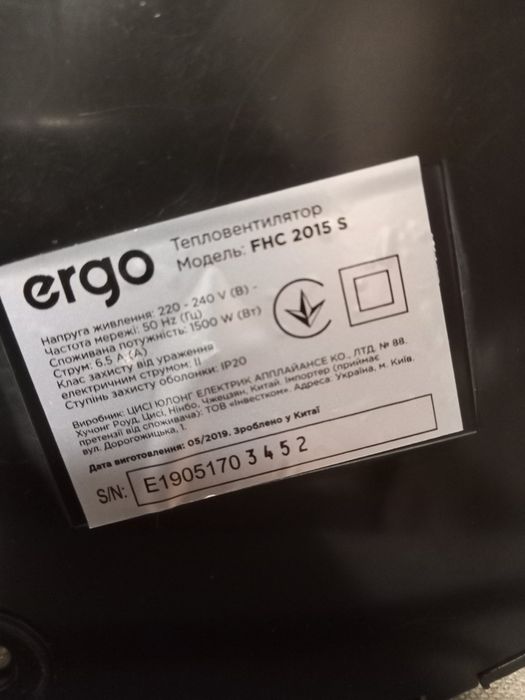 ergo
Тепловентилятор
Модель: FHC 2015 S
Напруга живлення: 220 - 240 V (В) -
Частота мережі: 50 Hz (Гц)
Споживана потужність: 1500 W (Вт)
Струм: 6.5 А (А)
Клас захисту від ураження
електричним струмом: II
Ступінь захисту оболонки: IP20
Виробник: ЦИСІ ЮЛОНГ ЕЛЕКТРИК АППЛАЙАНСЕ КО., ЛТД. № 88.
Хучонг Роуд, Цисі, Нінбо, Чжецзян, Китай. Імпортер (приймає
претензії від споживача): ТОВ «Інвестком». Адреса: Україна, м. Київ,
вул. Дорогожицька, 1.
Дата виготовлення: 05/2019. Зроблено у Китаї
S/N: E1905170 3452